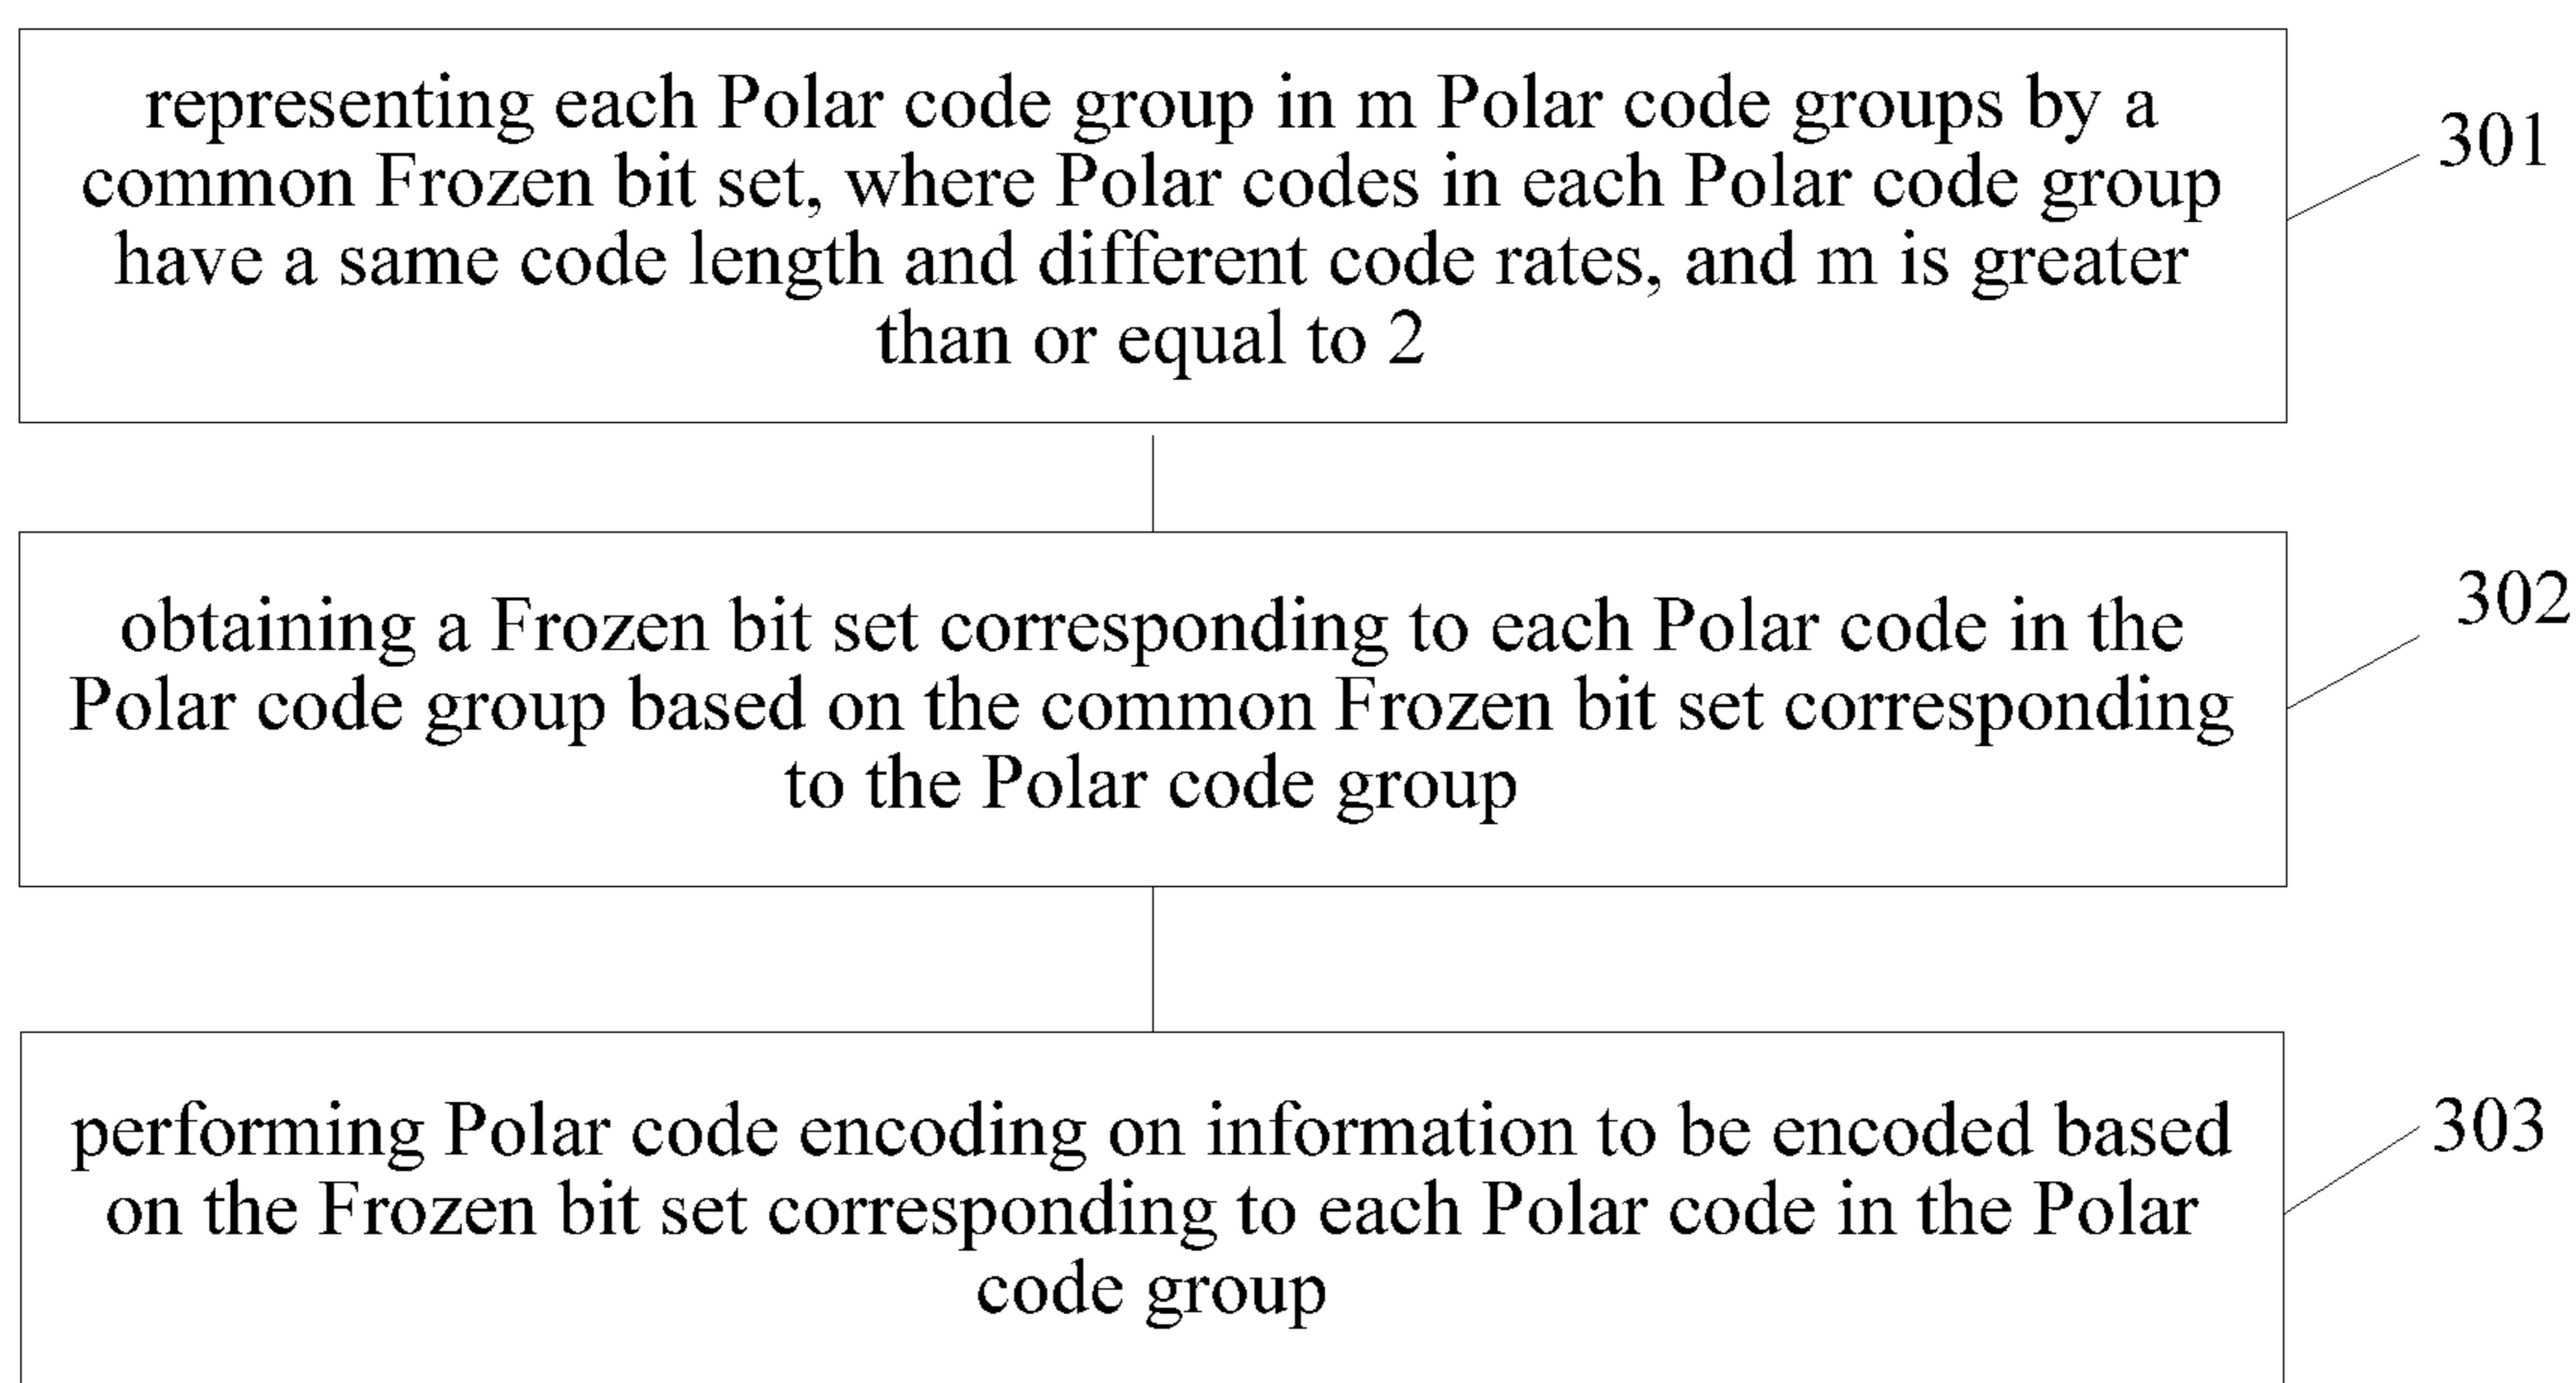 representing each Polar code group in m Polar code groups by a
common Frozen bit set, where Polar codes in each Polar code group
have a same code length and different code rates, and m is greater
than or equal to 2
301
obtaining a Frozen bit set corresponding to each Polar code in the
Polar code group based on the common Frozen bit set corresponding
to the Polar code group
302
performing Polar code encoding on information to be encoded based
on the Frozen bit set corresponding to each Polar code in the Polar
code group
303